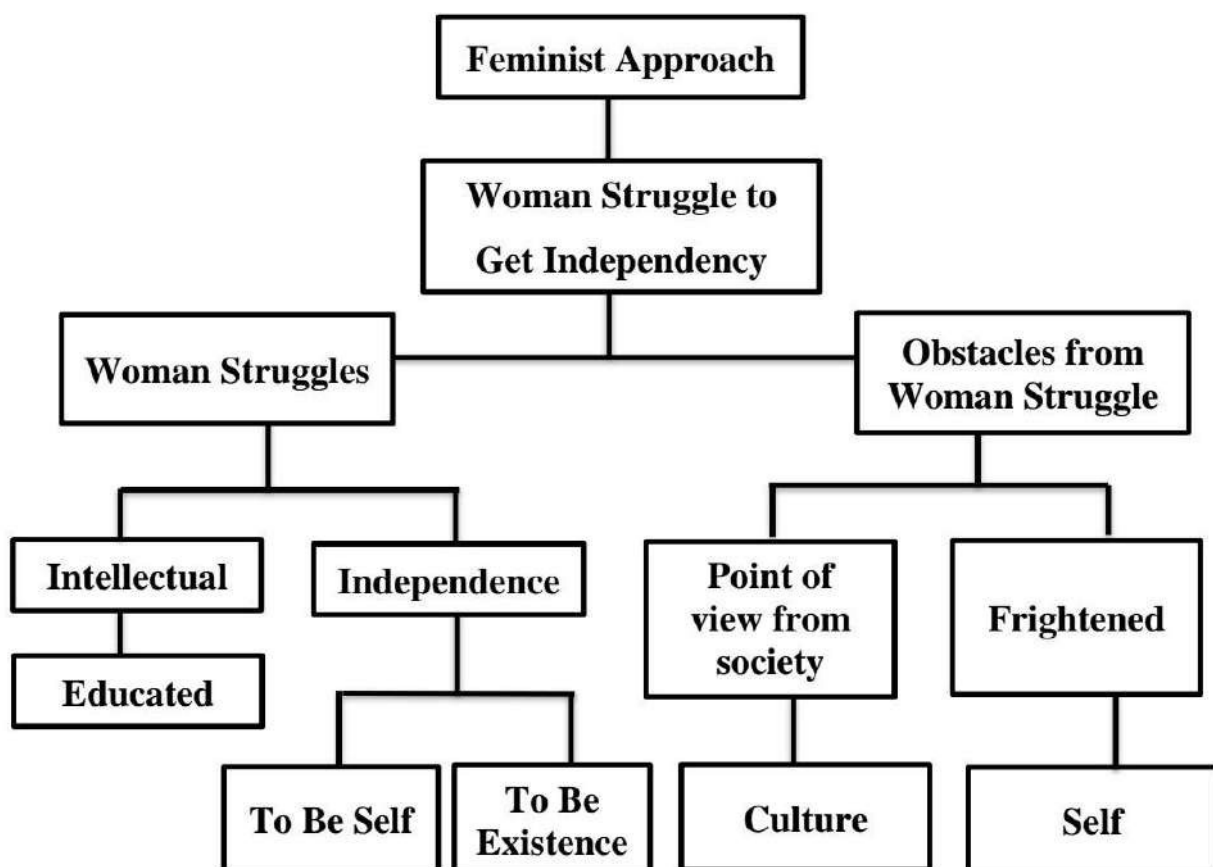 Feminist Approach
Woman Struggle to
Get Independency
Woman Struggles
Obstacles from
Woman Struggle
Intellectual
Independence
Point of
view from
society
Frightened
Educated
To Be Self
To Be
Existence
Culture
Self